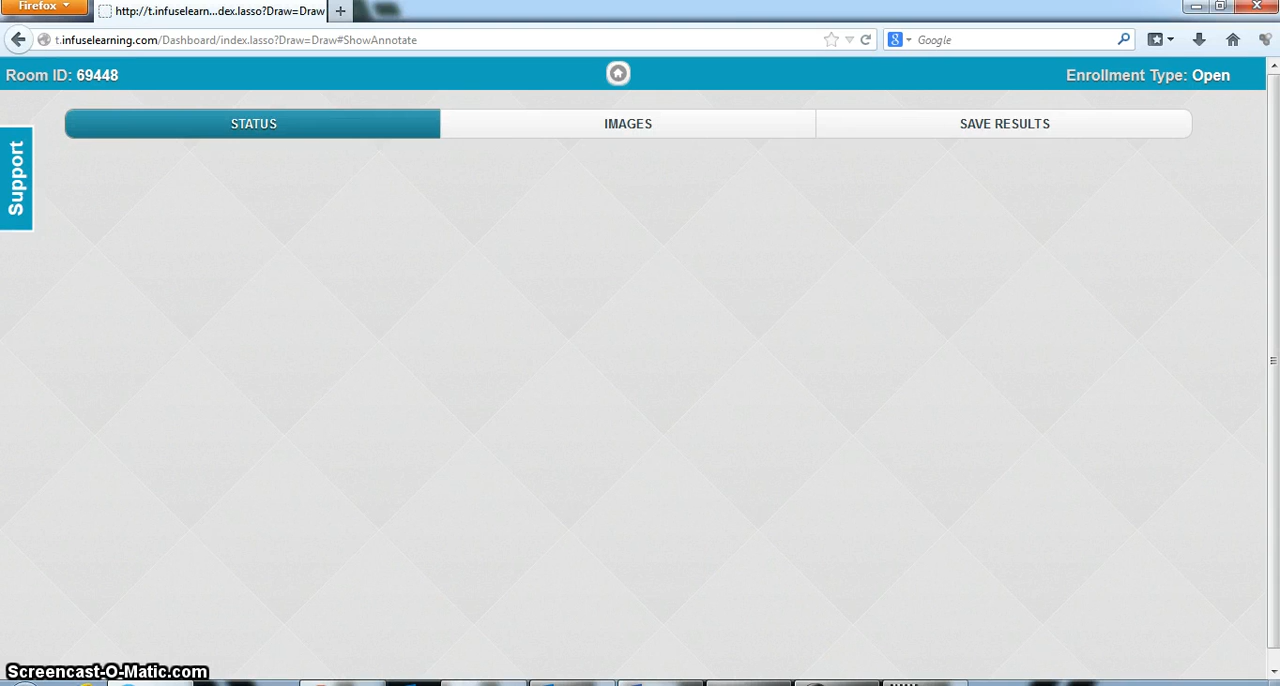 Firefox
http://t.infuselearn...dex.lasso?Draw=Draw
t.infuselearning.com/Dashboard/index.lasso?Draw=Draw#ShowAnnotate
Google
Room ID: 69448
Enrollment Type: Open
STATUS
IMAGES
SAVE RESULTS
Support
Screencast-O-Matic.com